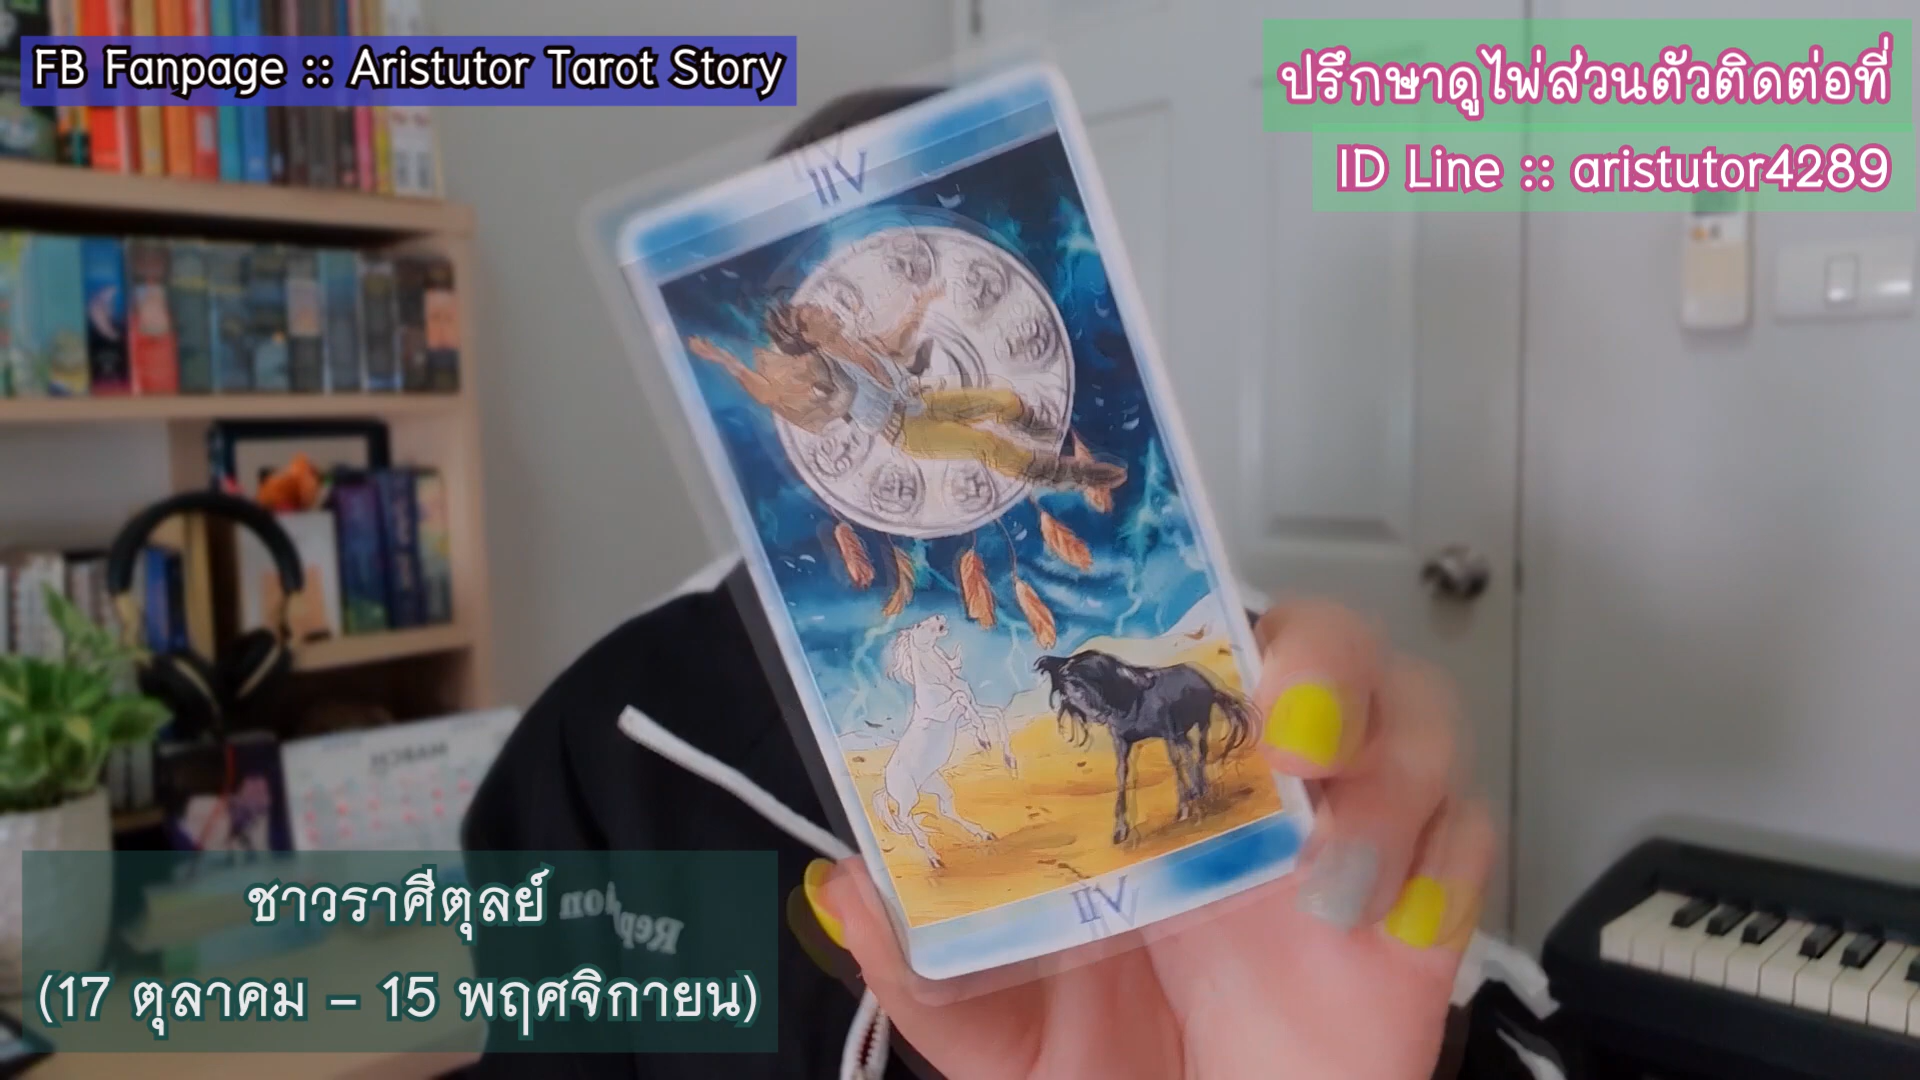 FB Fanpage :: Aristutor Tarot Story
ปรึกษาดูไพ่ส่วนตัวติดต่อที่
ID Line :: aristutor4289
ชาวราศีตุลย์
(17 ตุลาคม – 15 พฤศจิกายน)
MARCH